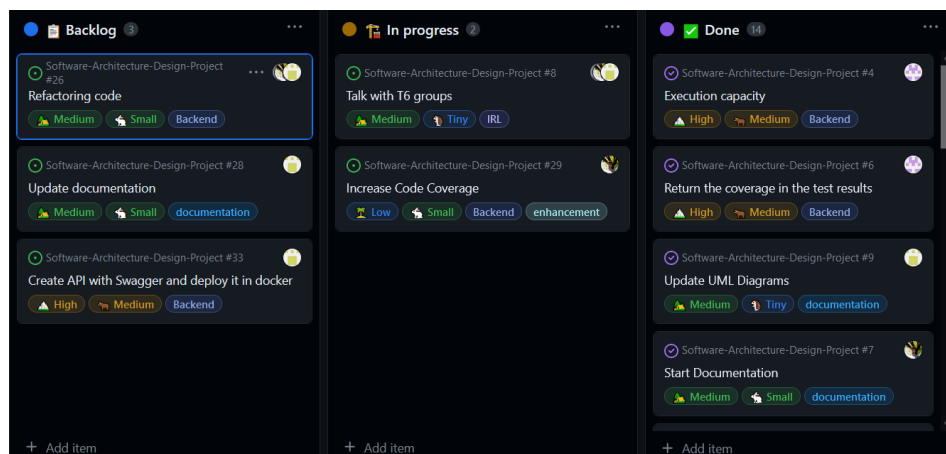 Backlog 3 ...
Software-Architecture-Design-Project
#26 ...
Refactoring code
Medium Small Backend
Software-Architecture-Design-Project #28
Update documentation
Medium Small documentation
Software-Architecture-Design-Project #33
Create API with Swagger and deploy it in docker
High Medium Backend
+ Add item
In progress 2 ...
Software-Architecture-Design-Project #8
Talk with T6 groups
Medium Tiny IRL
Software-Architecture-Design-Project #29
Increase Code Coverage
Low Small Backend enhancement
+ Add item
Done 14 ...
Software-Architecture-Design-Project #4
Execution capacity
High Medium Backend
Software-Architecture-Design-Project #6
Return the coverage in the test results
High Medium Backend
Software-Architecture-Design-Project #9
Update UML Diagrams
Medium Tiny documentation
Software-Architecture-Design-Project #7
Start Documentation
Medium Small documentation
+ Add item